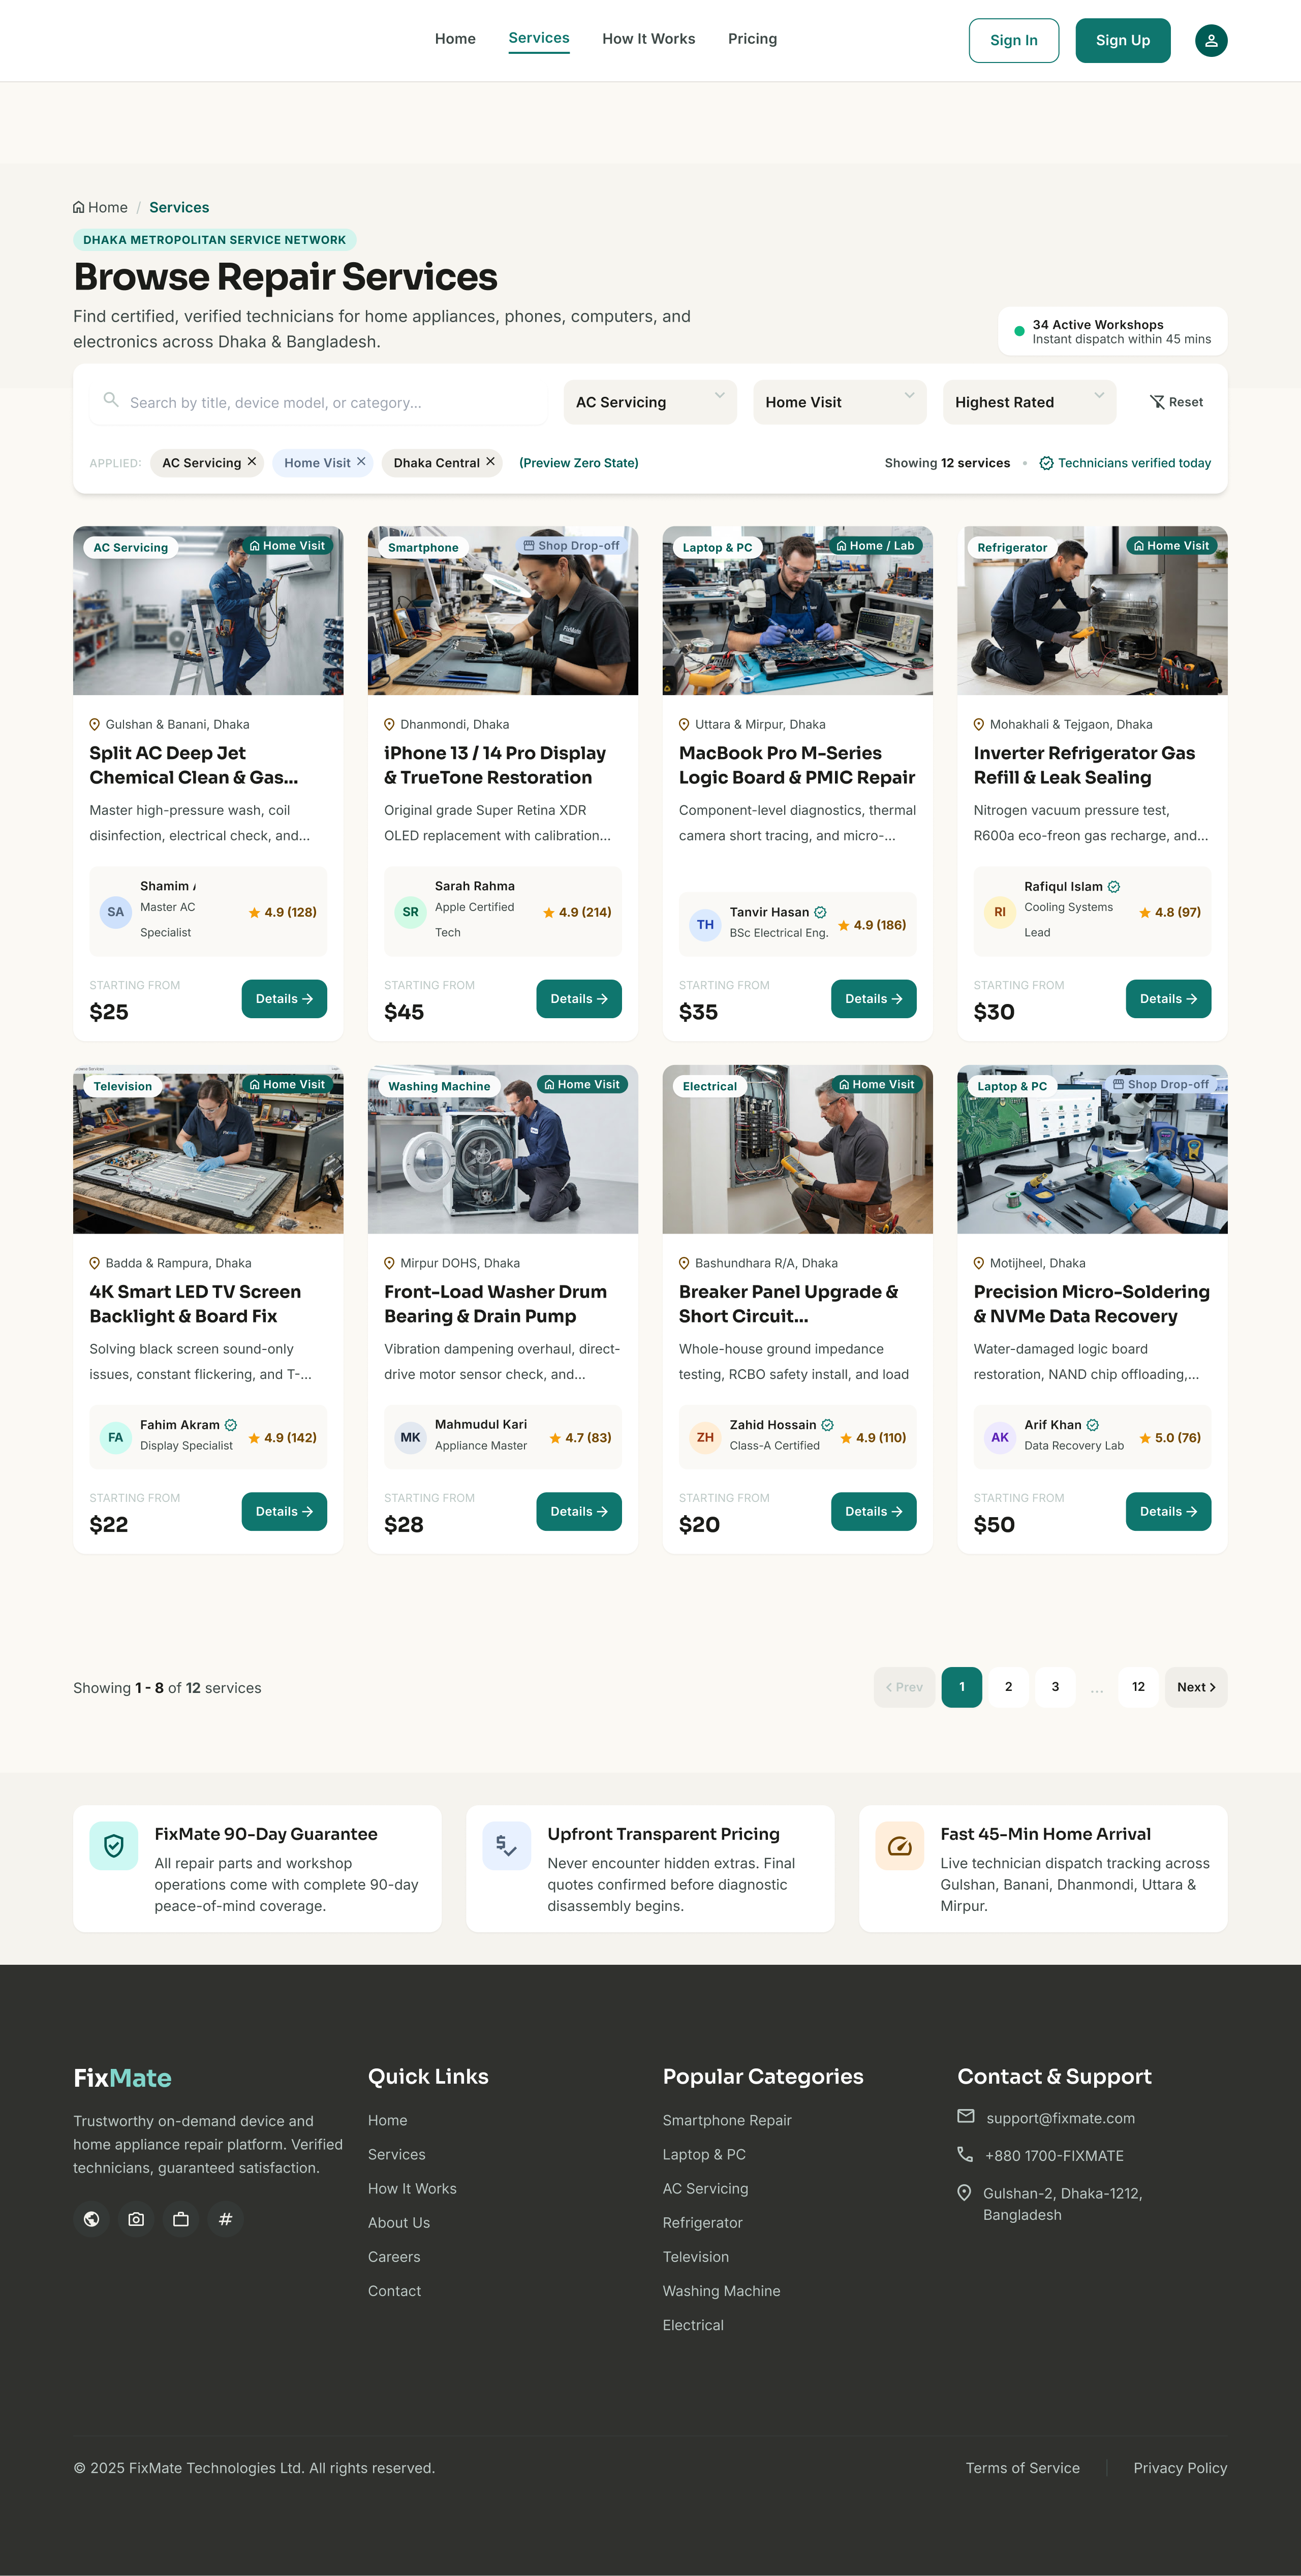 Home Services How It Works Pricing Sign In Sign Up
Home / Services
DHAKA METROPOLITAN SERVICE NETWORK
Browse Repair Services
Find certified, verified technicians for home appliances, phones, computers, and
electronics across Dhaka & Bangladesh.
34 Active Workshops
Instant dispatch within 45 mins
Search by title, device model, or category...
AC Servicing
Home Visit
Highest Rated
Reset
APPLIED: AC Servicing Home Visit Dhaka Central (Preview Zero State)
Showing 12 services • Technicians verified today
AC Servicing
Home Visit
Gulshan & Banani, Dhaka
Split AC Deep Jet
Chemical Clean & Gas...
Master high-pressure wash, coil
disinfection, electrical check, and...
SA
Shamim
Master AC
Specialist
4.9 (128)
STARTING FROM
$25
Details
Smartphone
Shop Drop-off
FixMate
Dhanmondi, Dhaka
iPhone 13 / 14 Pro Display
& TrueTone Restoration
Original grade Super Retina XDR
OLED replacement with calibration...
SR
Sarah Rahma
Apple Certified
Tech
4.9 (214)
STARTING FROM
$45
Details
Laptop & PC
Home / Lab
Mate
Uttara & Mirpur, Dhaka
MacBook Pro M-Series
Logic Board & PMIC Repair
Component-level diagnostics, thermal
camera short tracing, and micro-...
TH
Tanvir Hasan
BSc Electrical Eng.
4.9 (186)
STARTING FROM
$35
Details
Refrigerator
Home Visit
Mohakhali & Tejgaon, Dhaka
Inverter Refrigerator Gas
Refill & Leak Sealing
Nitrogen vacuum pressure test,
R600a eco-freon gas recharge, and...
RI
Rafiqul Islam
Cooling Systems
Lead
4.8 (97)
STARTING FROM
$30
Details
Television
Home Visit
Badda & Rampura, Dhaka
4K Smart LED TV Screen
Backlight & Board Fix
Solving black screen sound-only
issues, constant flickering, and T-...
FA
Fahim Akram
Display Specialist
4.9 (142)
STARTING FROM
$22
Details
Washing Machine
Home Visit
Mirpur DOHS, Dhaka
Front-Load Washer Drum
Bearing & Drain Pump
Vibration dampening overhaul, direct-
drive motor sensor check, and...
MK
Mahmudul Kari
Appliance Master
4.7 (83)
STARTING FROM
$28
Details
Electrical
Home Visit
Bashundhara R/A, Dhaka
Breaker Panel Upgrade &
Short Circuit...
Whole-house ground impedance
testing, RCBO safety install, and load
ZH
Zahid Hossain
Class-A Certified
4.9 (110)
STARTING FROM
$20
Details
Laptop & PC
Shop Drop-off
Motijheel, Dhaka
Precision Micro-Soldering
& NVMe Data Recovery
Water-damaged logic board
restoration, NAND chip offloading,...
AK
Arif Khan
Data Recovery Lab
5.0 (76)
STARTING FROM
$50
Details
Showing 1 - 8 of 12 services
Prev 1 2 3 ... 12 Next
FixMate 90-Day Guarantee
All repair parts and workshop
operations come with complete 90-day
peace-of-mind coverage.
Upfront Transparent Pricing
Never encounter hidden extras. Final
quotes confirmed before diagnostic
disassembly begins.
Fast 45-Min Home Arrival
Live technician dispatch tracking across
Gulshan, Banani, Dhanmondi, Uttara &
Mirpur.
FixMate
Trustworthy on-demand device and
home appliance repair platform. Verified
technicians, guaranteed satisfaction.
#
Quick Links
Home
Services
How It Works
About Us
Careers
Contact
Popular Categories
Smartphone Repair
Laptop & PC
AC Servicing
Refrigerator
Television
Washing Machine
Electrical
Contact & Support
support@fixmate.com
+880 1700-FIXMATE
Gulshan-2, Dhaka-1212,
Bangladesh
© 2025 FixMate Technologies Ltd. All rights reserved.
Terms of Service
Privacy Policy